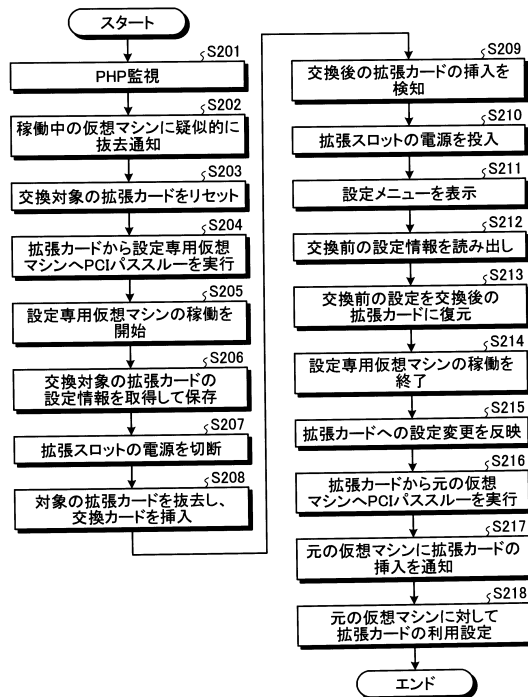 スタート
S201
PHP監視
S202
稼働中の仮想マシンに疑似的に
抜去通知
S203
交換対象の拡張カードをリセット
S204
拡張カードから設定専用仮想
マシンへPCIパススルーを実行
S205
設定専用仮想マシンの稼働を
開始
S206
交換対象の拡張カードの
設定情報を取得して保存
S207
拡張スロットの電源を切断
S208
対象の拡張カードを抜去し、
交換カードを挿入
S209
交換後の拡張カードの挿入を
検知
S210
拡張スロットの電源を投入
S211
設定メニューを表示
S212
交換前の設定情報を読み出し
S213
交換前の設定を交換後の
拡張カードに復元
S214
設定専用仮想マシンの稼働を
終了
S215
拡張カードへの設定変更を反映
S216
拡張カードから元の仮想
マシンへPCIパススルーを実行
S217
元の仮想マシンに拡張カードの
挿入を通知
S218
元の仮想マシンに対して
拡張カードの利用設定
エンド